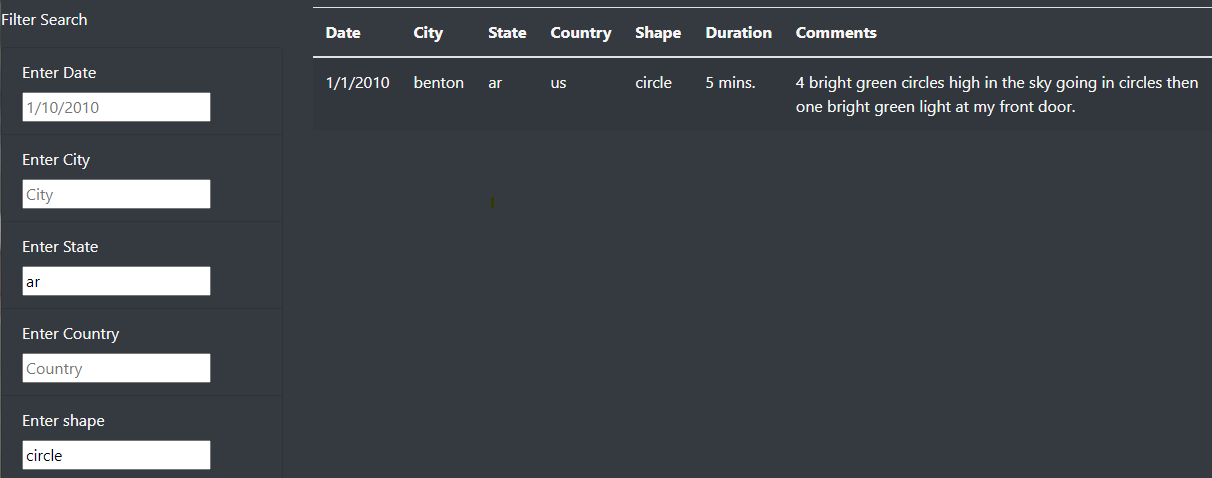 Filter Search
Enter Date
1/10/2010
Enter City
City
Enter State
ar
Enter Country
Country
Enter shape
circle
Date City State Country Shape Duration Comments
1/1/2010 benton ar us circle 5 mins. 4 bright green circles high in the sky going in circles then
one bright green light at my front door.